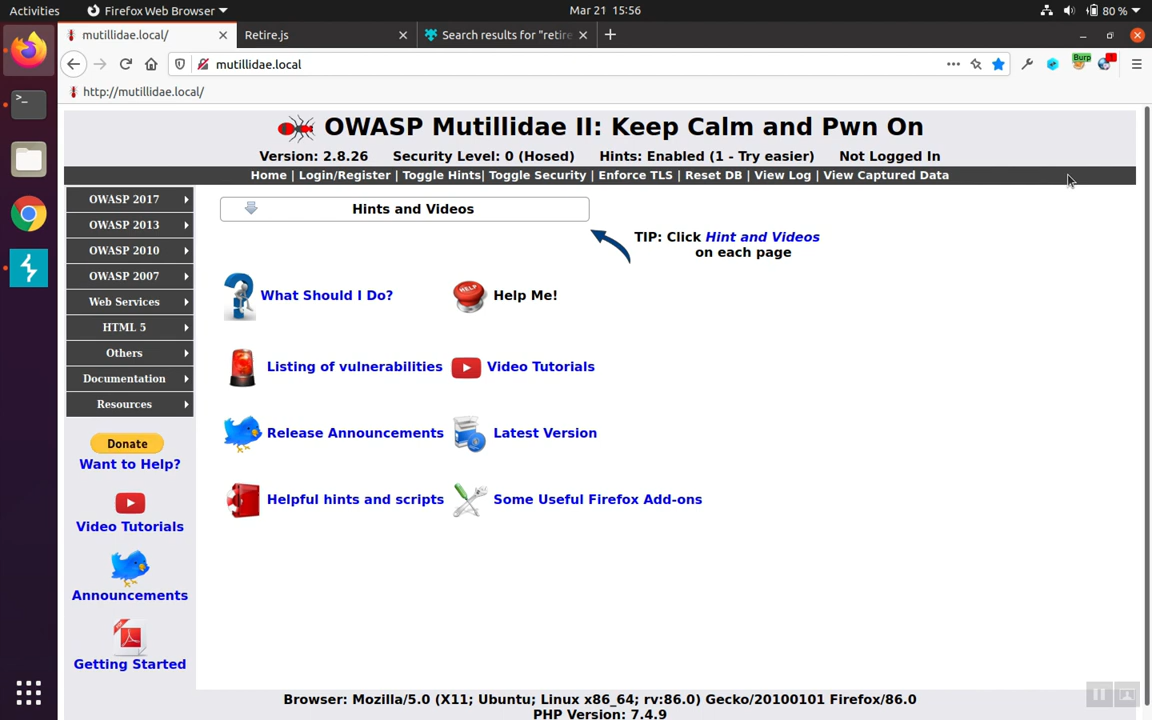 Activities Firefox Web Browser Mar 21 15:56 80 %
mutillidae.local/ Retire.js Search results for "retire
mutillidae.local Burp
http://mutillidae.local/
OWASP Mutillidae II: Keep Calm and Pwn On
Version: 2.8.26 Security Level: 0 (Hosed) Hints: Enabled (1 - Try easier) Not Logged In
Home | Login/Register | Toggle Hints| Toggle Security | Enforce TLS | Reset DB | View Log | View Captured Data
OWASP 2017
OWASP 2013
OWASP 2010
OWASP 2007
Web Services
HTML 5
Others
Documentation
Resources
Donate
Want to Help?
Video Tutorials
Announcements
Getting Started
Hints and Videos
TIP: Click Hint and Videos
on each page
What Should I Do? HELP Help Me!
Listing of vulnerabilities Video Tutorials
Release Announcements Latest Version
Helpful hints and scripts Some Useful Firefox Add-ons
Browser: Mozilla/5.0 (X11; Ubuntu; Linux x86_64; rv:86.0) Gecko/20100101 Firefox/86.0
PHP Version: 7.4.9